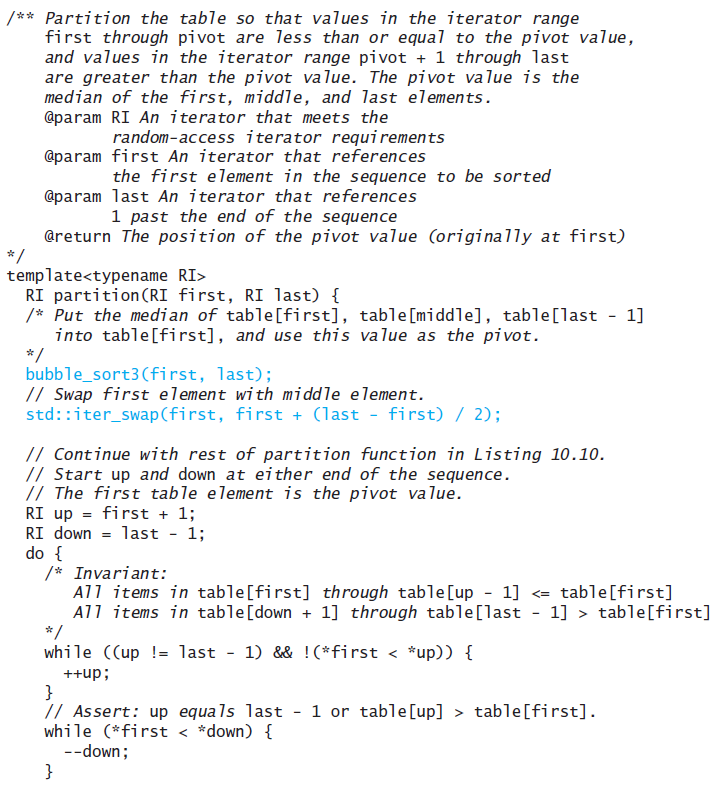 /** Partition the table so that values in the iterator range
    first through pivot are less than or equal to the pivot value,
    and values in the iterator range pivot + 1 through last
    are greater than the pivot value. The pivot value is the
    median of the first, middle, and last elements.
    @param RI An iterator that meets the
           random-access iterator requirements
    @param first An iterator that references
           the first element in the sequence to be sorted
    @param last An iterator that references
           1 past the end of the sequence
    @return The position of the pivot value (originally at first)
*/
template<typename RI>
  RI partition(RI first, RI last) {
  /* Put the median of table[first], table[middle], table[last - 1]
     into table[first], and use this value as the pivot.
  */
  bubble_sort3(first, last);
  // Swap first element with middle element.
  std::iter_swap(first, first + (last - first) / 2);

  // Continue with rest of partition function in Listing 10.10.
  // Start up and down at either end of the sequence.
  // The first table element is the pivot value.
  RI up = first + 1;
  RI down = last - 1;
  do {
    /* Invariant:
       All items in table[first] through table[up - 1] <= table[first]
       All items in table[down + 1] through table[last - 1] > table[first]
    */
    while ((up != last - 1) && !(*first < *up)) {
      ++up;
    }
    // Assert: up equals last - 1 or table[up] > table[first].
    while (*first < *down) {
      --down;
    }